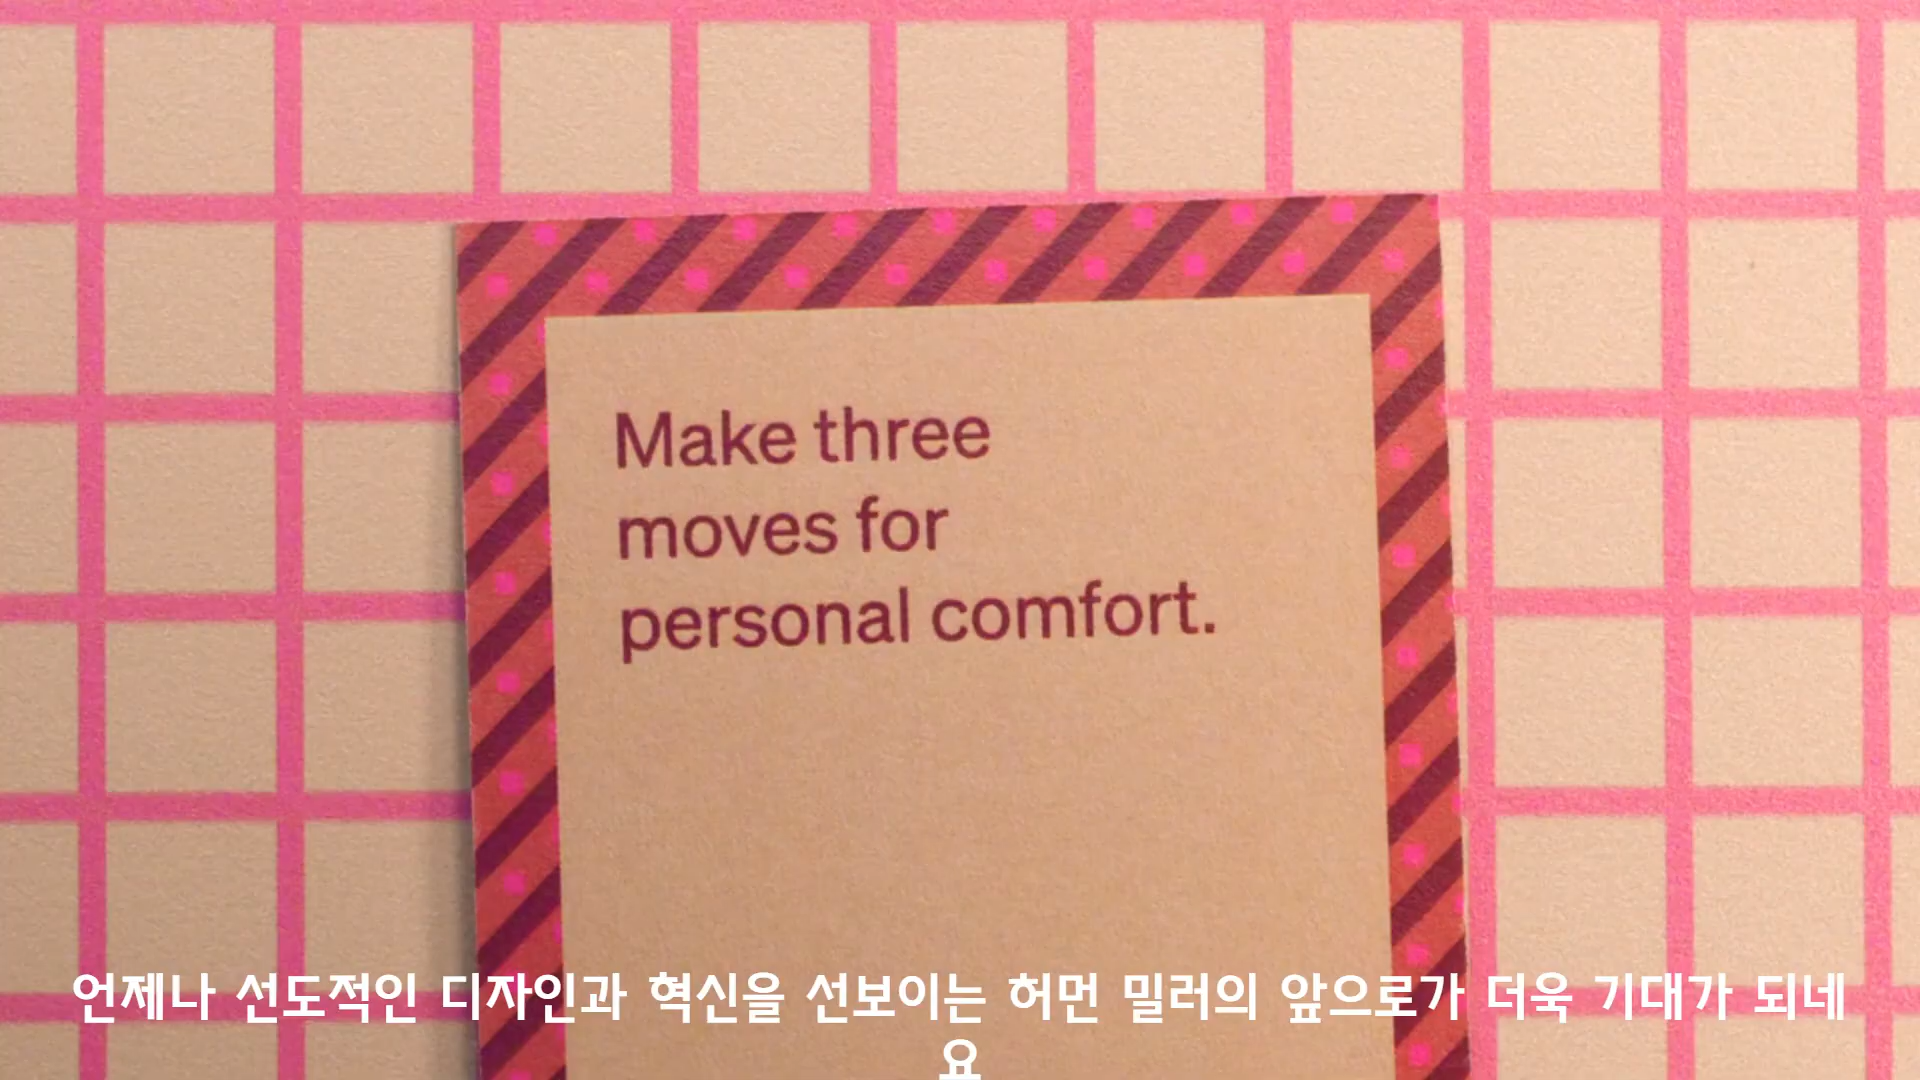 Make three
moves for
personal comfort.
언제나 선도적인 디자인과 혁신을 선보이는 허먼 밀러의 앞으로가 더욱 기대가 되네
요